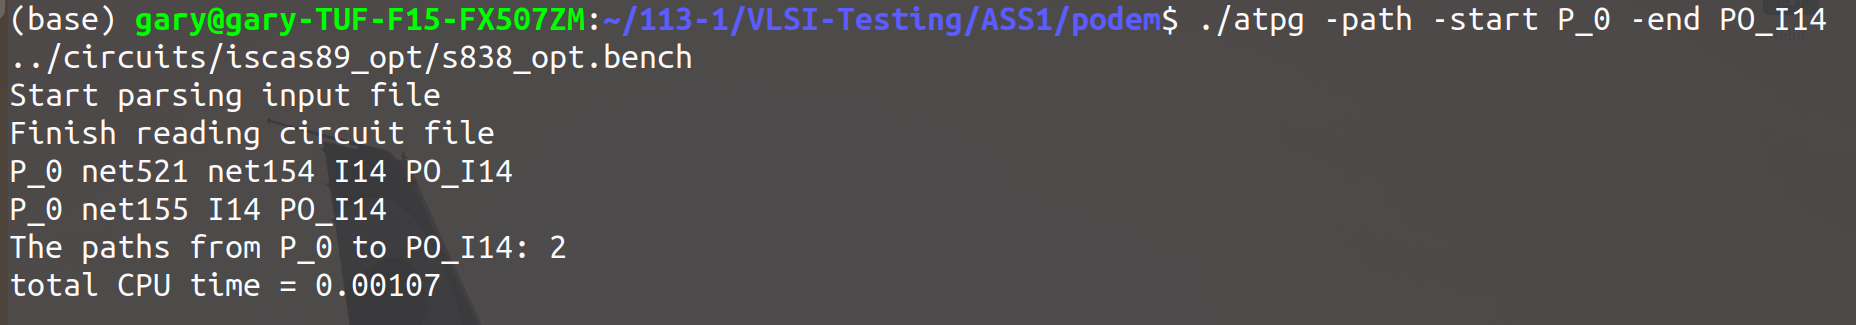 (base) gary@gary-TUF-F15-FX507ZM:~/113-1/VLSI-Testing/ASS1/podem$ ./atpg -path -start P_0 -end PO_I14
../circuits/iscas89_opt/s838_opt.bench
Start parsing input file
Finish reading circuit file
P_0 net521 net154 I14 PO_I14
P_0 net155 I14 PO_I14
The paths from P_0 to PO_I14: 2
total CPU time = 0.00107